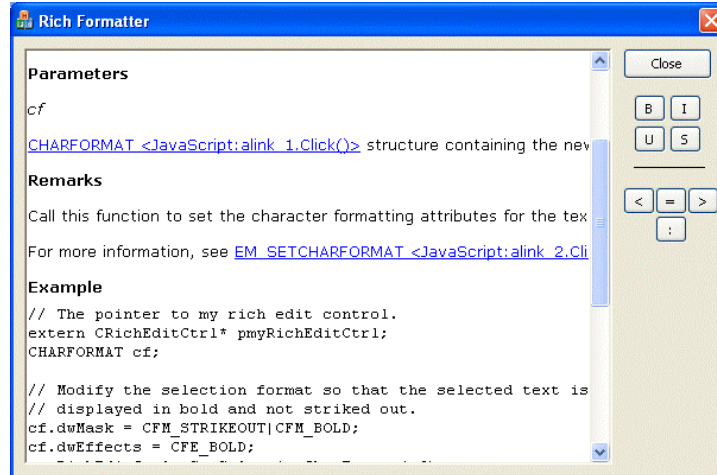 Rich Formatter
Close
B I
U S
< = >
:
Parameters
cf
CHARFORMAT <JavaScript:alink_1.Click()> structure containing the new
Remarks
Call this function to set the character formatting attributes for the tex
For more information, see EM_SETCHARFORMAT <JavaScript:alink_2.Cli
Example
// The pointer to my rich edit control.
extern CRichEditCtrl* pmyRichEditCtrl;
CHARFORMAT cf;
// Modify the selection format so that the selected text is
// displayed in bold and not striked out.
cf.dwMask = CFM_STRIKEOUT|CFM_BOLD;
cf.dwEffects = CFE_BOLD;